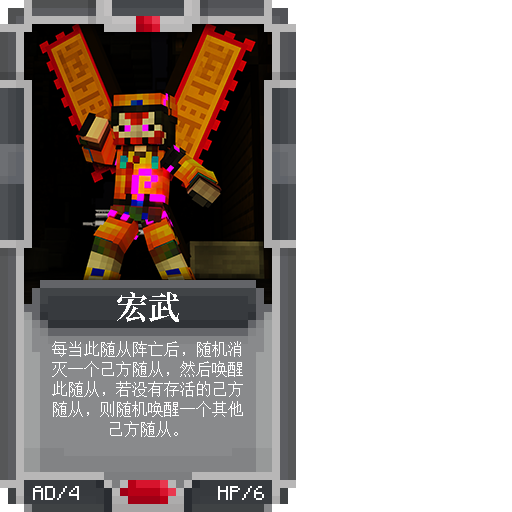 宏武
每当此随从阵亡后，随机消
灭一个己方随从，然后唤醒
此随从，若没有存活的己方
随从，则随机唤醒一个其他
己方随从。
AD/4 HP/6